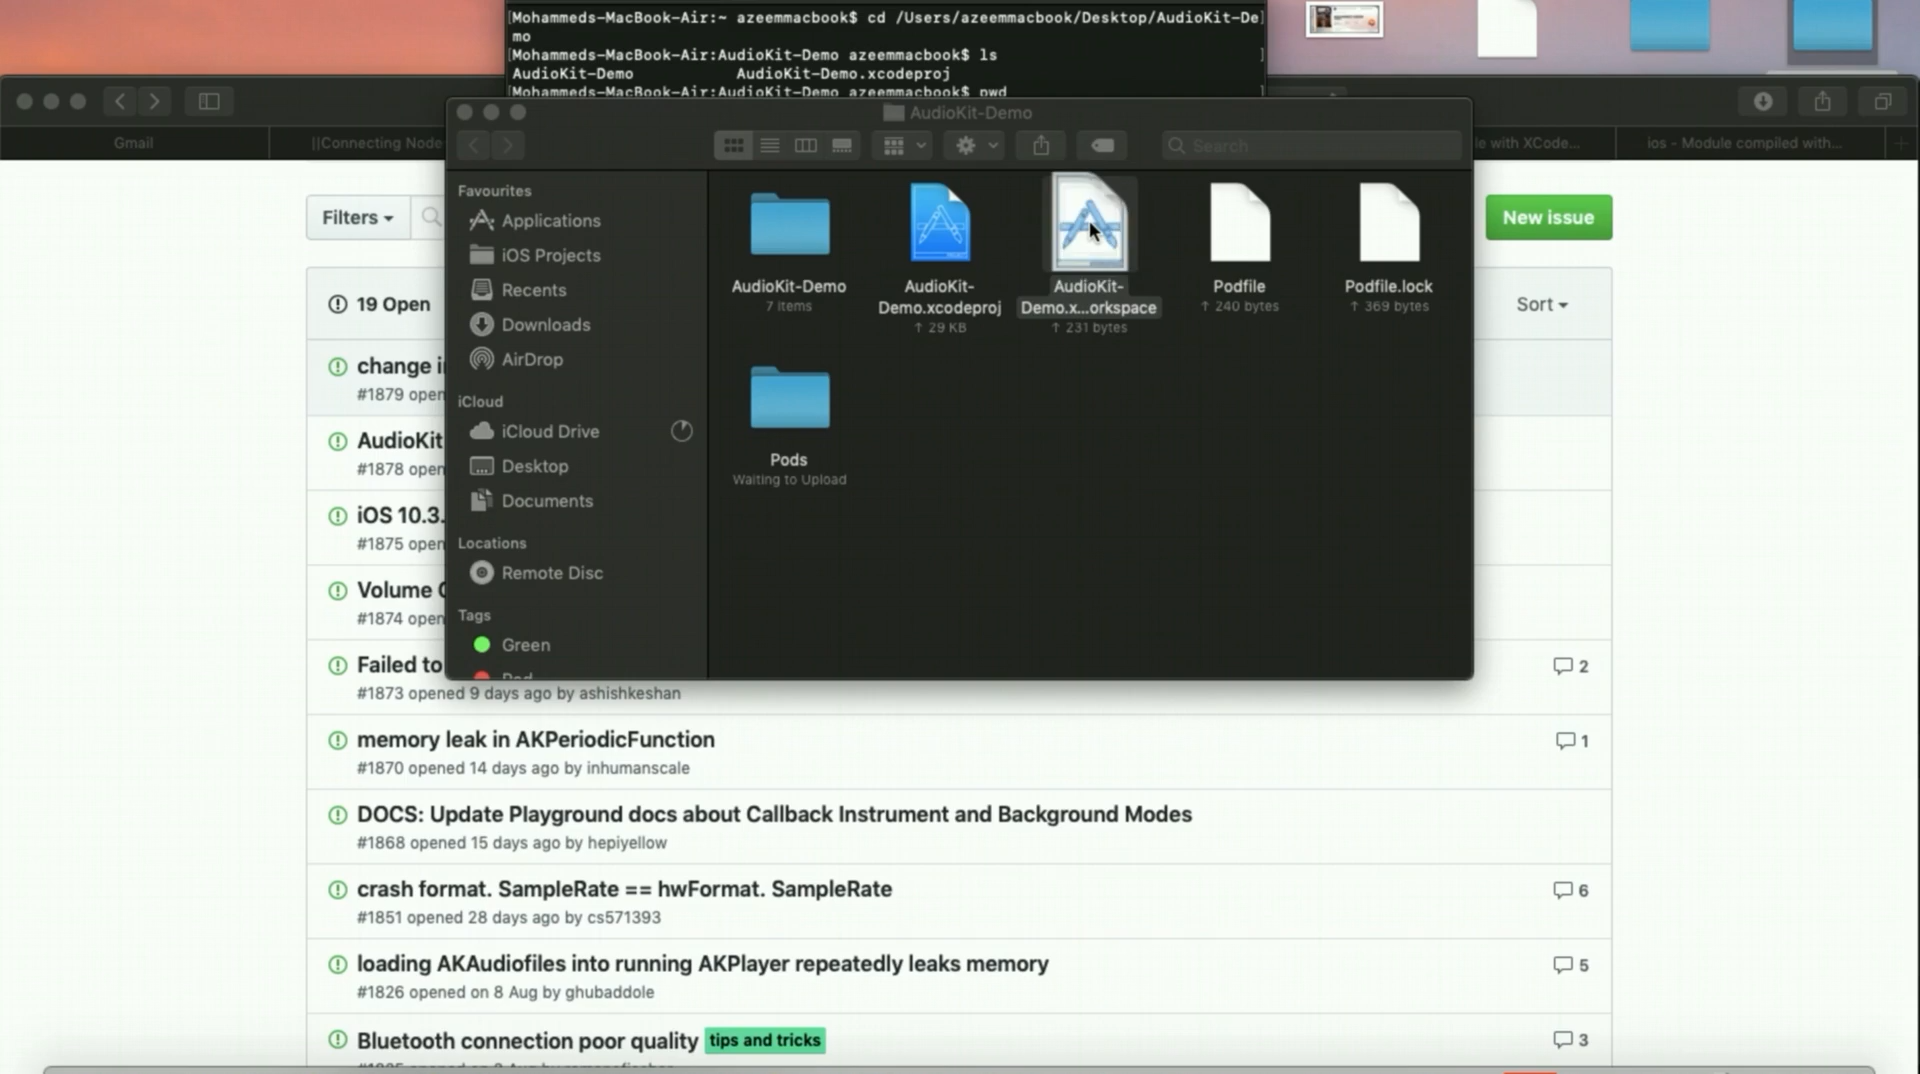 [Mohammeds-MacBook-Air:~ azeemmacbook$ cd /Users/azeemmacbook/Desktop/AudioKit-De]
mo
[Mohammeds-MacBook-Air:AudioKit-Demo azeemmacbook$ ls ]
AudioKit-Demo AudioKit-Demo.xcodeproj
[Mohammeds-MacBook-Air:AudioKit-Demo azeemmacbook$ pwd ]
AudioKit-Demo
Search
Gmail
||Connecting Node
le with XCode...
ios - Module compiled with...
Favourites
Applications
iOS Projects
Recents
Downloads
AirDrop
iCloud
iCloud Drive
Desktop
Documents
Locations
Remote Disc
Tags
Green
Red
AudioKit-Demo
7 items
AudioKit-
Demo.xcodeproj
↑ 29 KB
AudioKit-
Demo.x...orkspace
↑ 231 bytes
Podfile
↑ 240 bytes
Podfile.lock
↑ 369 bytes
Pods
Waiting to Upload
Filters
New issue
19 Open
Sort
change i
#1879 open
AudioKit
#1878 open
iOS 10.3.
#1875 open
Volume
#1874 open
Failed to
2
#1873 opened 9 days ago by ashishkeshan
memory leak in AKPeriodicFunction
1
#1870 opened 14 days ago by inhumanscale
DOCS: Update Playground docs about Callback Instrument and Background Modes
#1868 opened 15 days ago by hepiyellow
crash format. SampleRate == hwFormat. SampleRate
6
#1851 opened 28 days ago by cs571393
loading AKAudiofiles into running AKPlayer repeatedly leaks memory
5
#1826 opened on 8 Aug by ghubaddole
Bluetooth connection poor quality tips and tricks
3